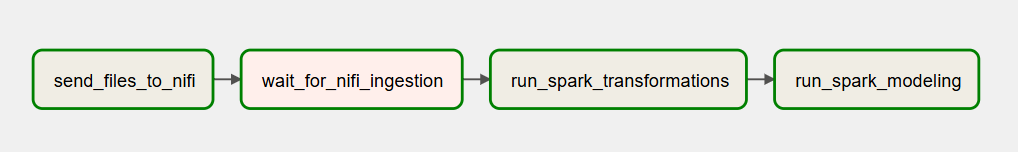 send_files_to_nifi
wait_for_nifi_ingestion
run_spark_transformations
run_spark_modeling